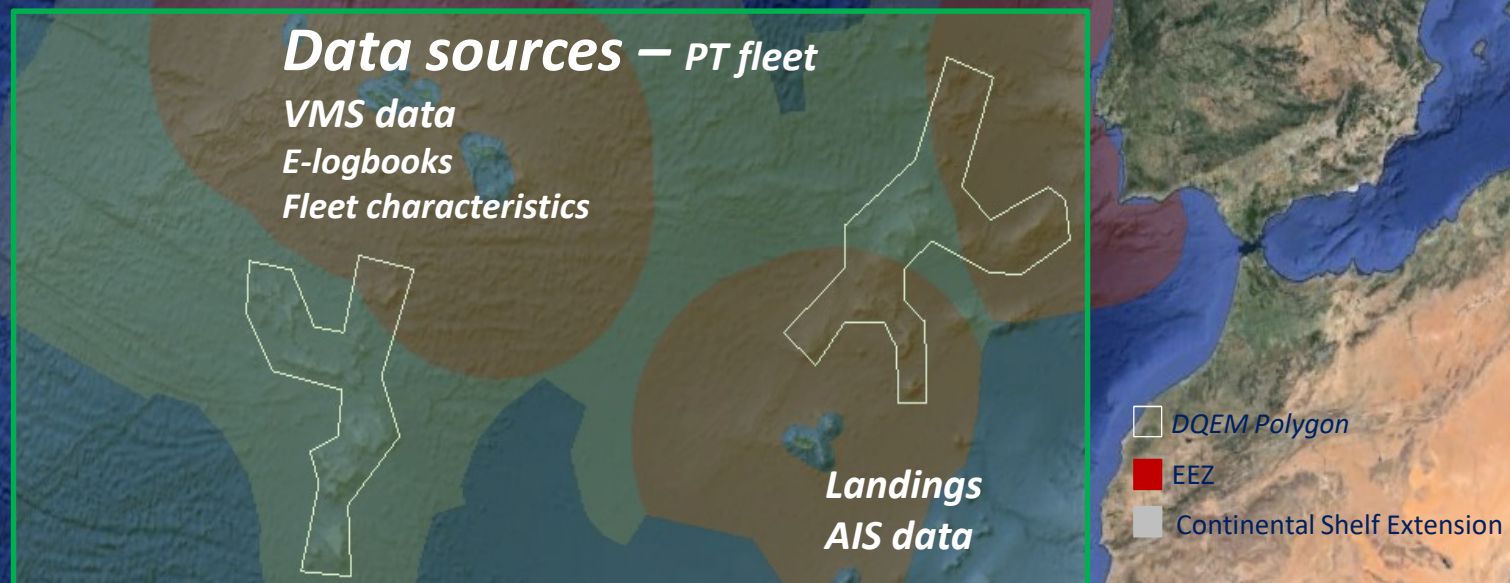 Data sources – PT fleet
VMS data
E-logbooks
Fleet characteristics
Landings
AIS data
DQEM Polygon
EEZ
Continental Shelf Extension